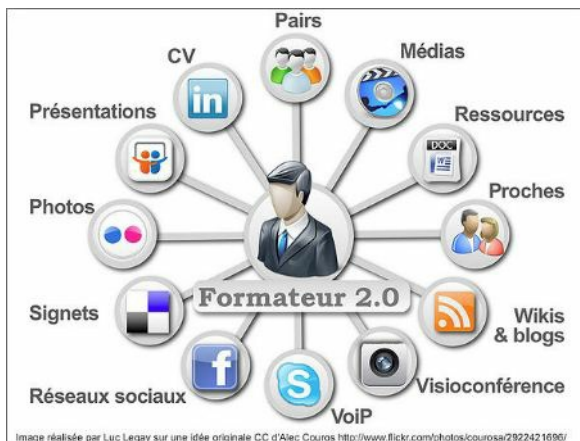 Pairs
CV
Médias
in
Présentations
DOC
W
Ressources
Photos
Proches
Formateur 2.0
Signets
Wikis
& blogs
f
Réseaux sociaux
S
Visioconférence
VoiP
Image réalisée par Luc Legay sur une idée originale CC d'Alec Couros http://www.flickr.com/photos/courosa/2922421696/